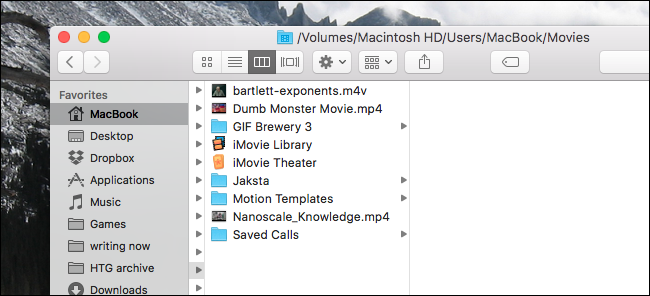 /Volumes/Macintosh HD/Users/MacBook/Movies
Favorites
MacBook
Desktop
Dropbox
Applications
Music
Games
writing now
HTG archive
Downloads
bartlett-exponents.m4v
Dumb Monster Movie.mp4
GIF Brewery 3
iMovie Library
iMovie Theater
Jaksta
Motion Templates
Nanoscale_Knowledge.mp4
Saved Calls